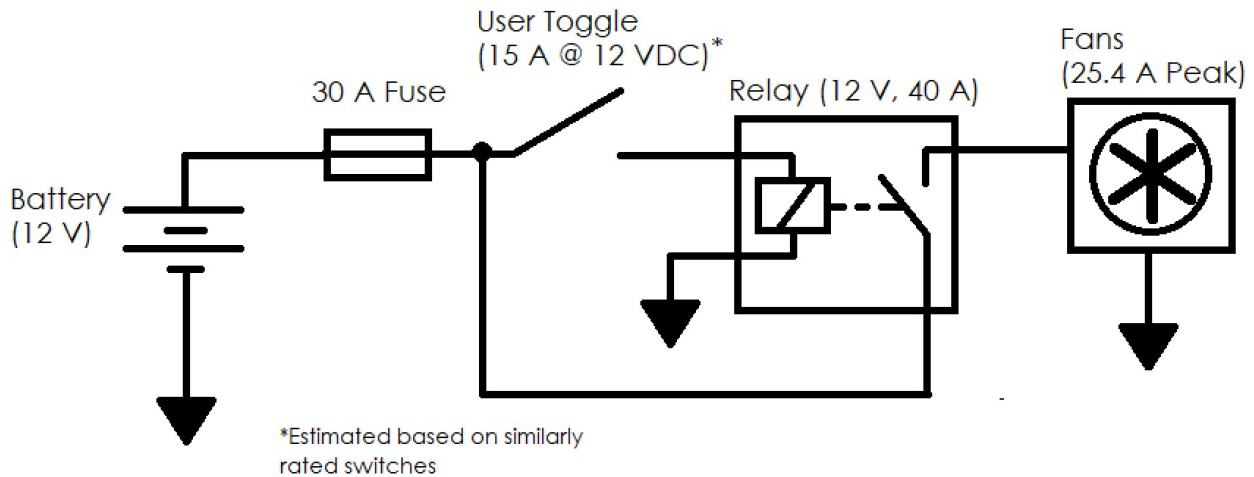 User Toggle
(15 A @ 12 VDC)*
Fans
(25.4 A Peak)
30 A Fuse
Relay (12 V, 40 A)
Battery
(12 V)
*Estimated based on similarly
rated switches